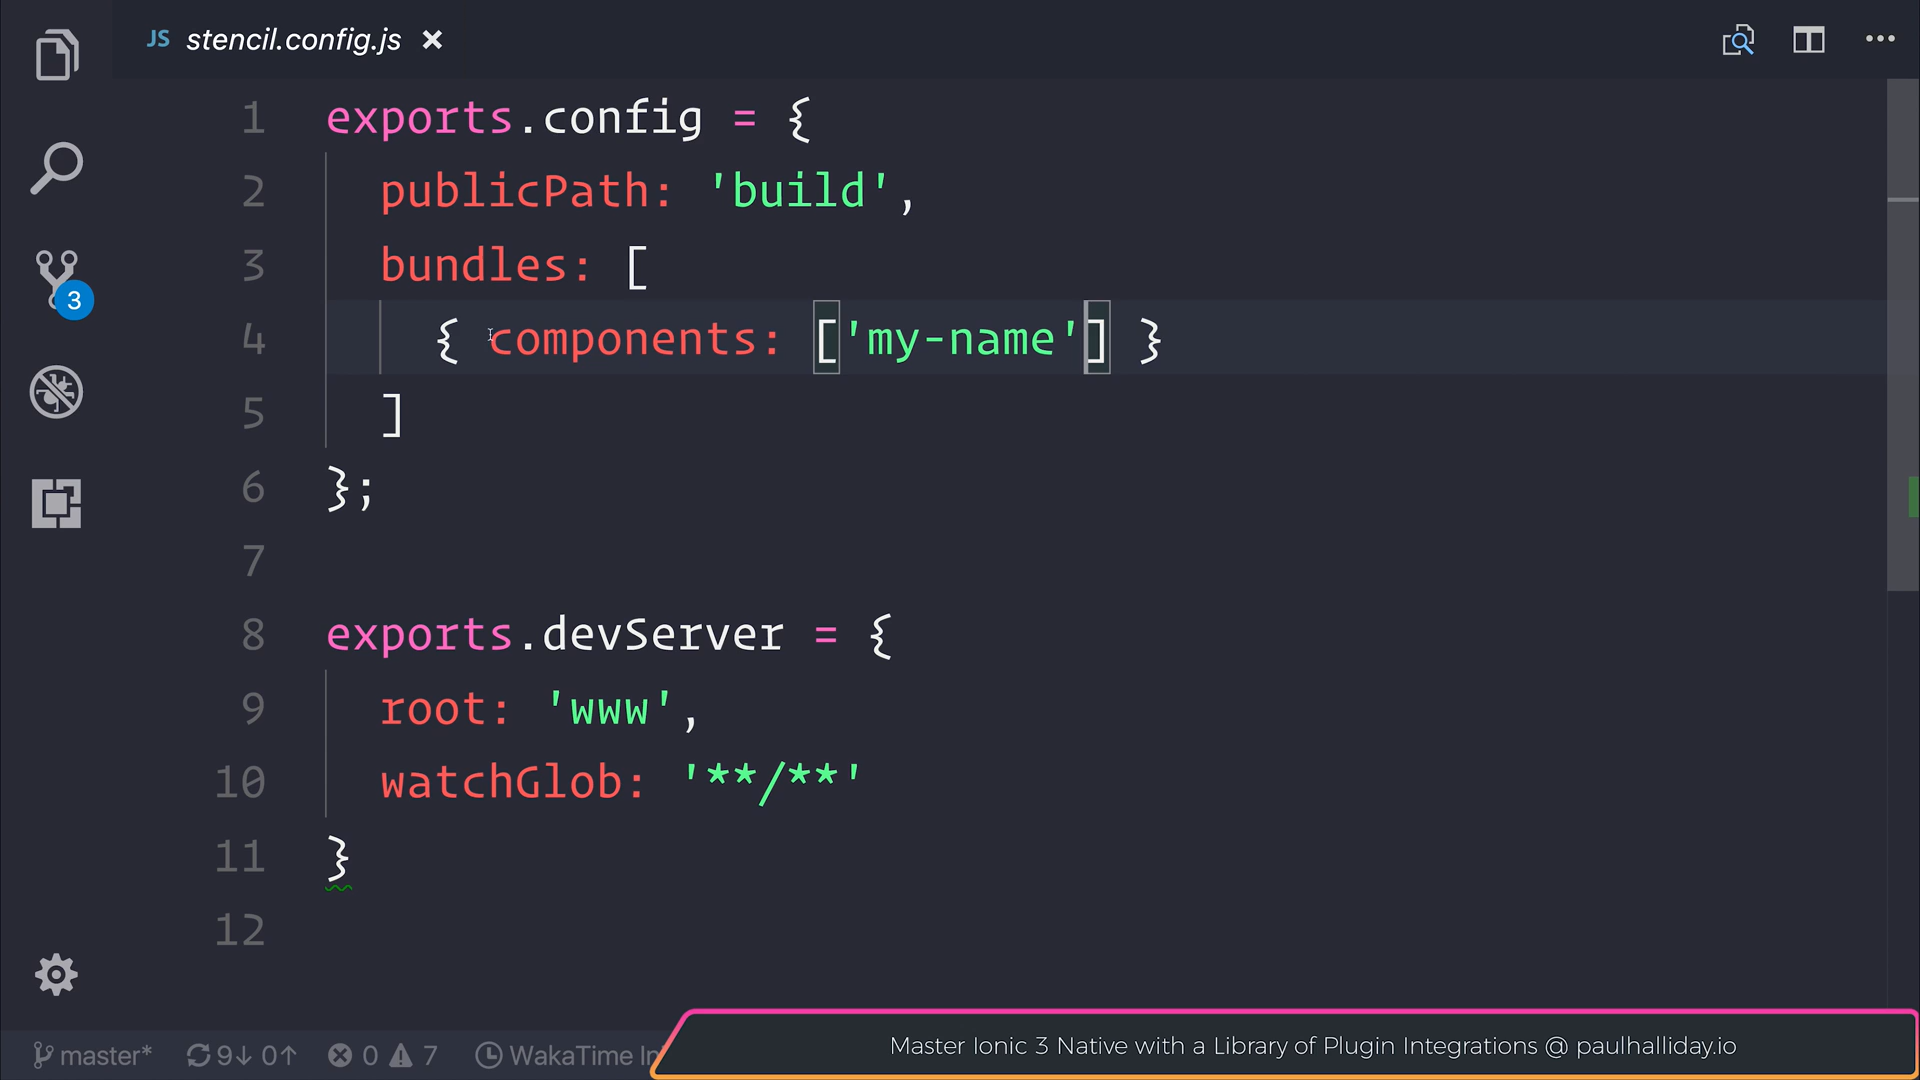 JS stencil.config.js
1 exports.config = {
2 publicPath: 'build',
3 bundles: [
4 { components: ['my-name'] }
5 ]
6 };
7
8 exports.devServer = {
9 root: 'www',
10 watchGlob: '**/**'
11 }
12
3
master* 9↓ 0↑ 0 7 WakaTime In
Master Ionic 3 Native with a Library of Plugin Integrations @ paulhalliday.io